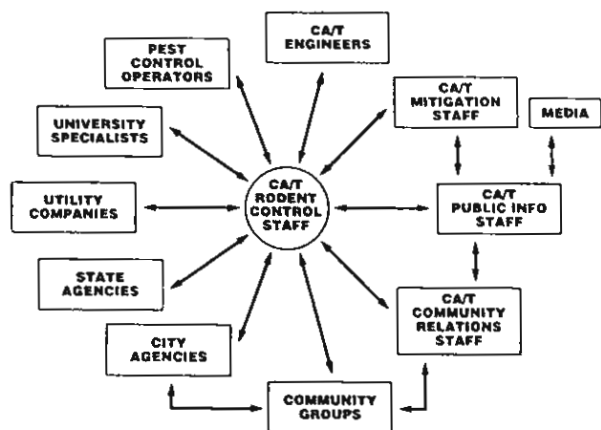 CA/T
ENGINEERS
PEST
CONTROL
OPERATORS
CA/T
MITIGATION
STAFF
MEDIA
UNIVERSITY
SPECIALISTS
CA/T
RODENT
CONTROL
STAFF
UTILITY
COMPANIES
CA/T
PUBLIC INFO
STAFF
STATE
AGENCIES
CA/T
COMMUNITY
RELATIONS
STAFF
CITY
AGENCIES
COMMUNITY
GROUPS